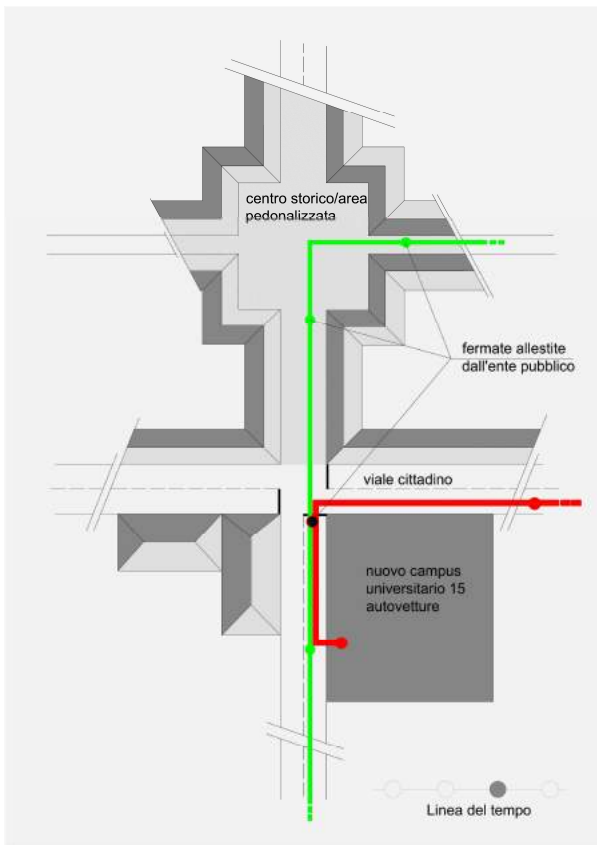 centro storico/area
pedonalizzata
fermate allestite
dall'ente pubblico
viale cittadino
nuovo campus
universitario 15
autovetture
Linea del tempo